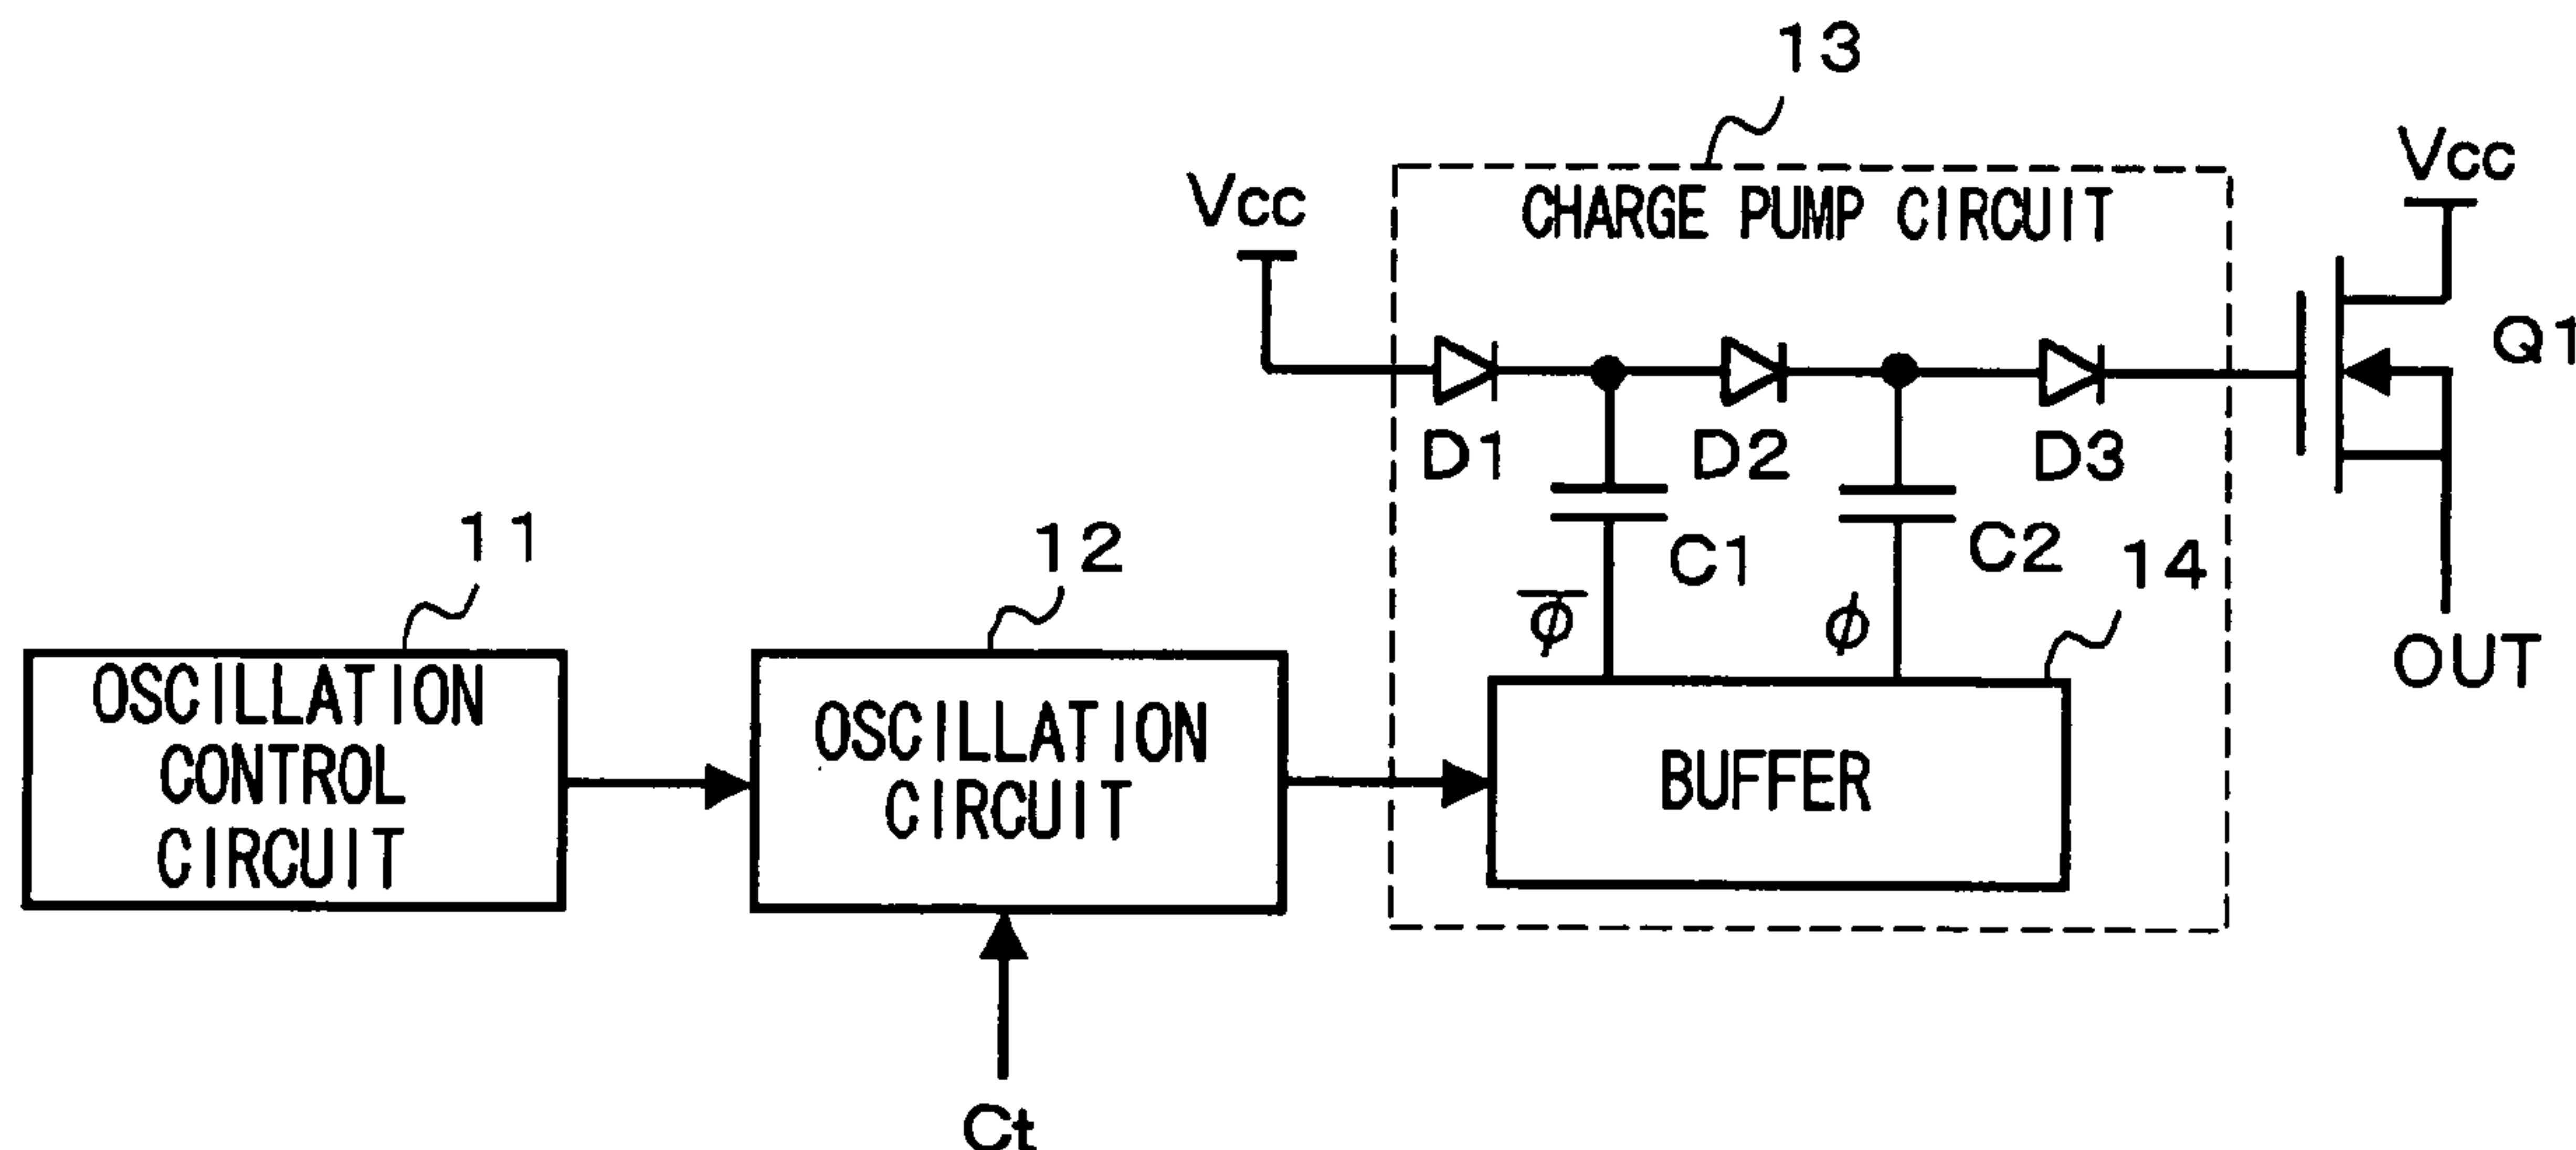 13
Vcc
Vcc
CHARGE PUMP CIRCUIT
Q1
D1
D2
D3
11
12
C1
C2
14
φ̅
φ
OUT
OSCILLATION
CONTROL
CIRCUIT
OSCILLATION
CIRCUIT
BUFFER
Ct